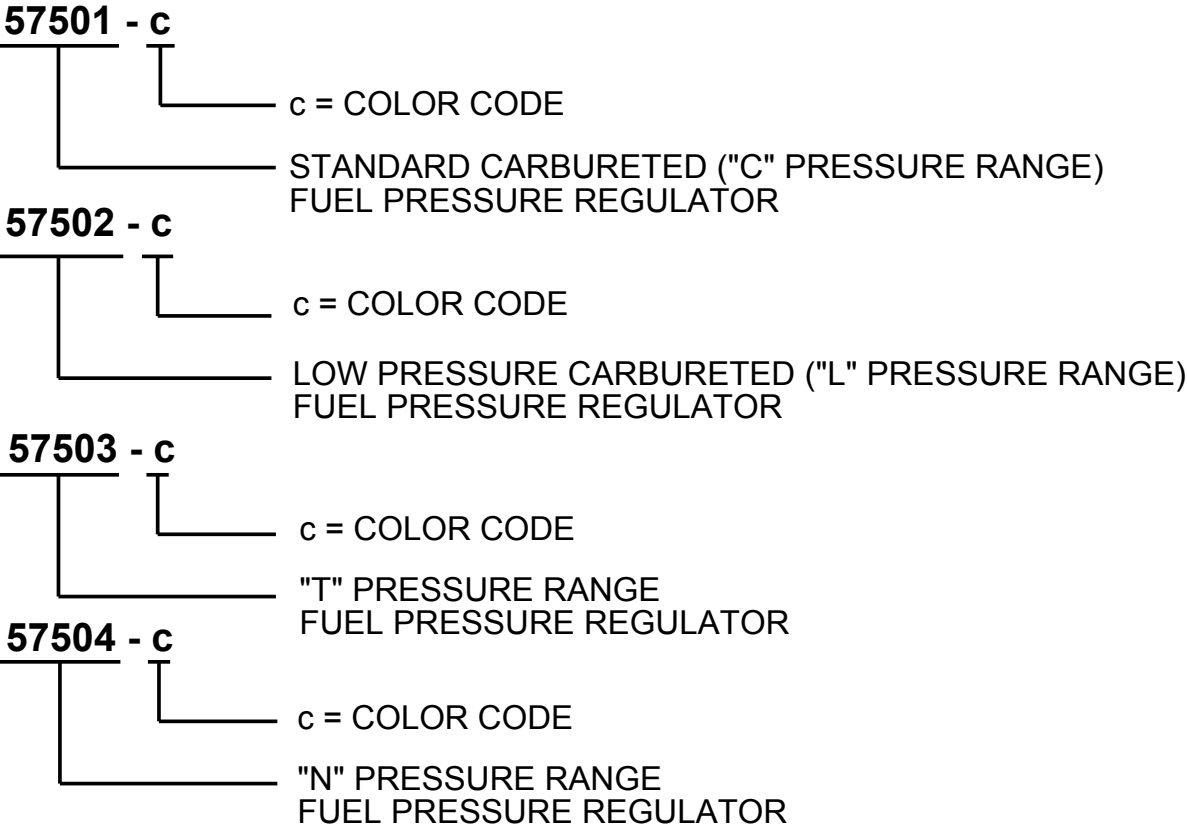 57501 - c
c = COLOR CODE
STANDARD CARBURETED ("C" PRESSURE RANGE)
FUEL PRESSURE REGULATOR
57502 - c
c = COLOR CODE
LOW PRESSURE CARBURETED ("L" PRESSURE RANGE)
FUEL PRESSURE REGULATOR
57503 - c
c = COLOR CODE
"T" PRESSURE RANGE
FUEL PRESSURE REGULATOR
57504 - c
c = COLOR CODE
"N" PRESSURE RANGE
FUEL PRESSURE REGULATOR